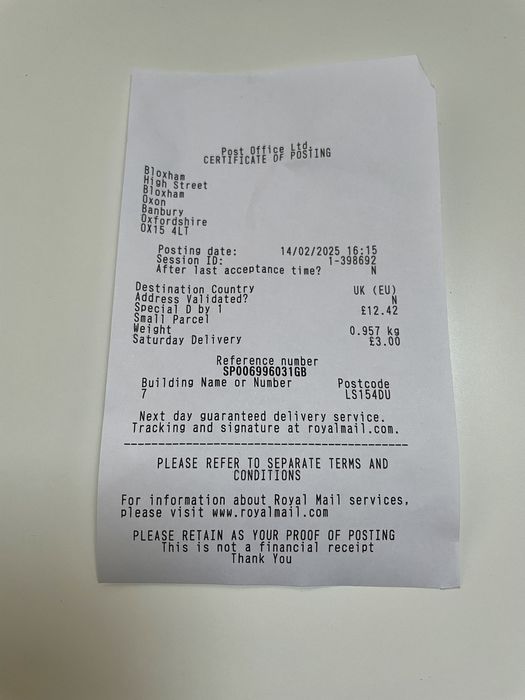 Post Office Ltd.
CERTIFICATE OF POSTING
Bloxham
High Street
Bloxham
Oxon
Banbury
Oxfordshire
OX15 4LT
Posting date: 14/02/2025 16:15
Session ID: 1-398692
After last acceptance time? N
Destination Country UK (EU)
Address Validated? N
Special D by 1 £12.42
Small Parcel
Weight 0.957 kg
Saturday Delivery £3.00
Reference number
SP006996031GB
Building Name or Number Postcode
7 LS154DU
Next day guaranteed delivery service.
Tracking and signature at royalmail.com.
PLEASE REFER TO SEPARATE TERMS AND
CONDITIONS
For information about Royal Mail services,
please visit www.royalmail.com
PLEASE RETAIN AS YOUR PROOF OF POSTING
This is not a financial receipt
Thank You